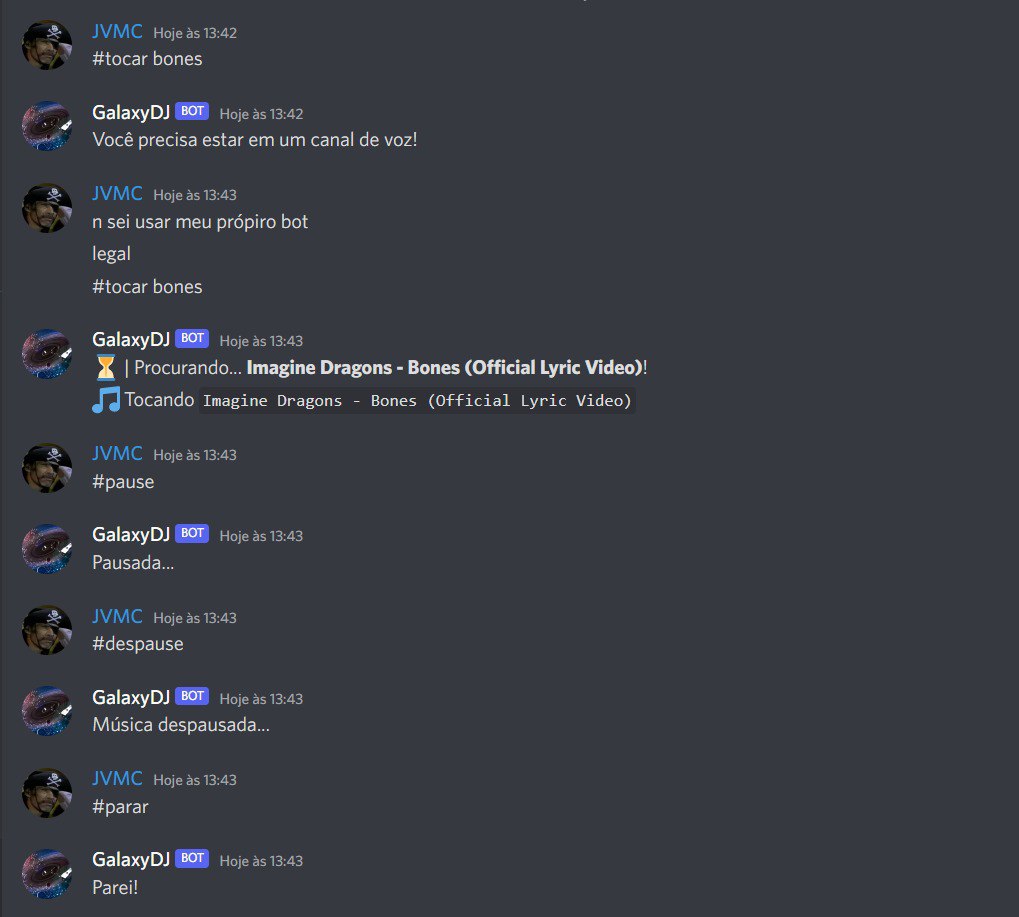 JVMC Hoje às 13:42
#tocar bones
GalaxyDJ BOT Hoje às 13:42
Você precisa estar em um canal de voz!
JVMC Hoje às 13:43
n sei usar meu própiro bot
legal
#tocar bones
GalaxyDJ BOT Hoje às 13:43
⏳ | Procurando... Imagine Dragons - Bones (Official Lyric Video)!
🎵 Tocando Imagine Dragons - Bones (Official Lyric Video)
JVMC Hoje às 13:43
#pause
GalaxyDJ BOT Hoje às 13:43
Pausada...
JVMC Hoje às 13:43
#despause
GalaxyDJ BOT Hoje às 13:43
Música despausada...
JVMC Hoje às 13:43
#parar
GalaxyDJ BOT Hoje às 13:43
Parei!